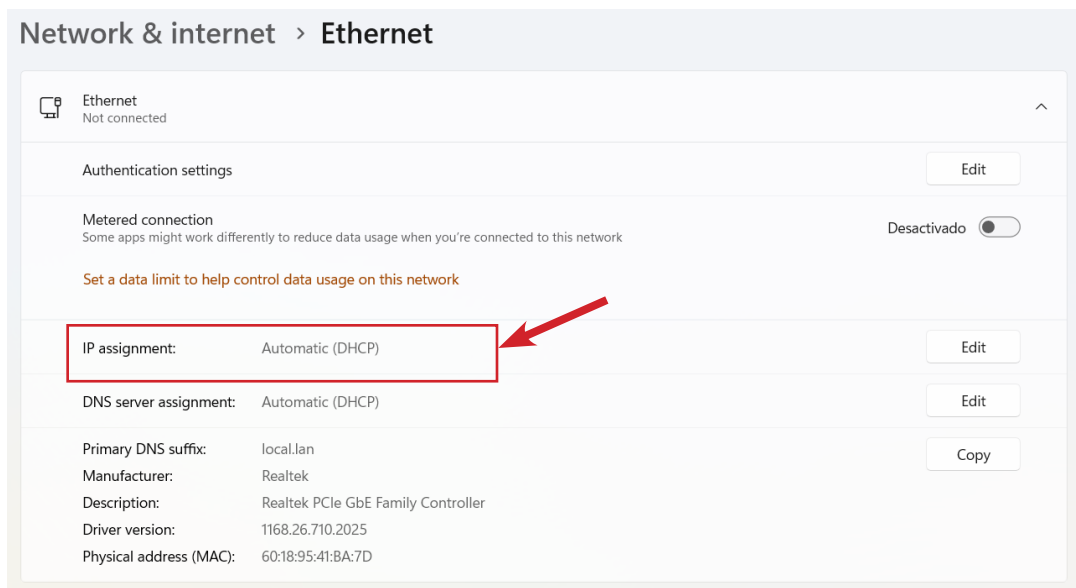 Network & internet > Ethernet
Ethernet
Not connected
Authentication settings Edit
Metered connection
Some apps might work differently to reduce data usage when you're connected to this network
Desactivado
Set a data limit to help control data usage on this network
IP assignment: Automatic (DHCP) Edit
DNS server assignment: Automatic (DHCP) Edit
Primary DNS suffix: local.lan Copy
Manufacturer: Realtek
Description: Realtek PCIe GbE Family Controller
Driver version: 1168.26.710.2025
Physical address (MAC): 60:18:95:41:BA:7D